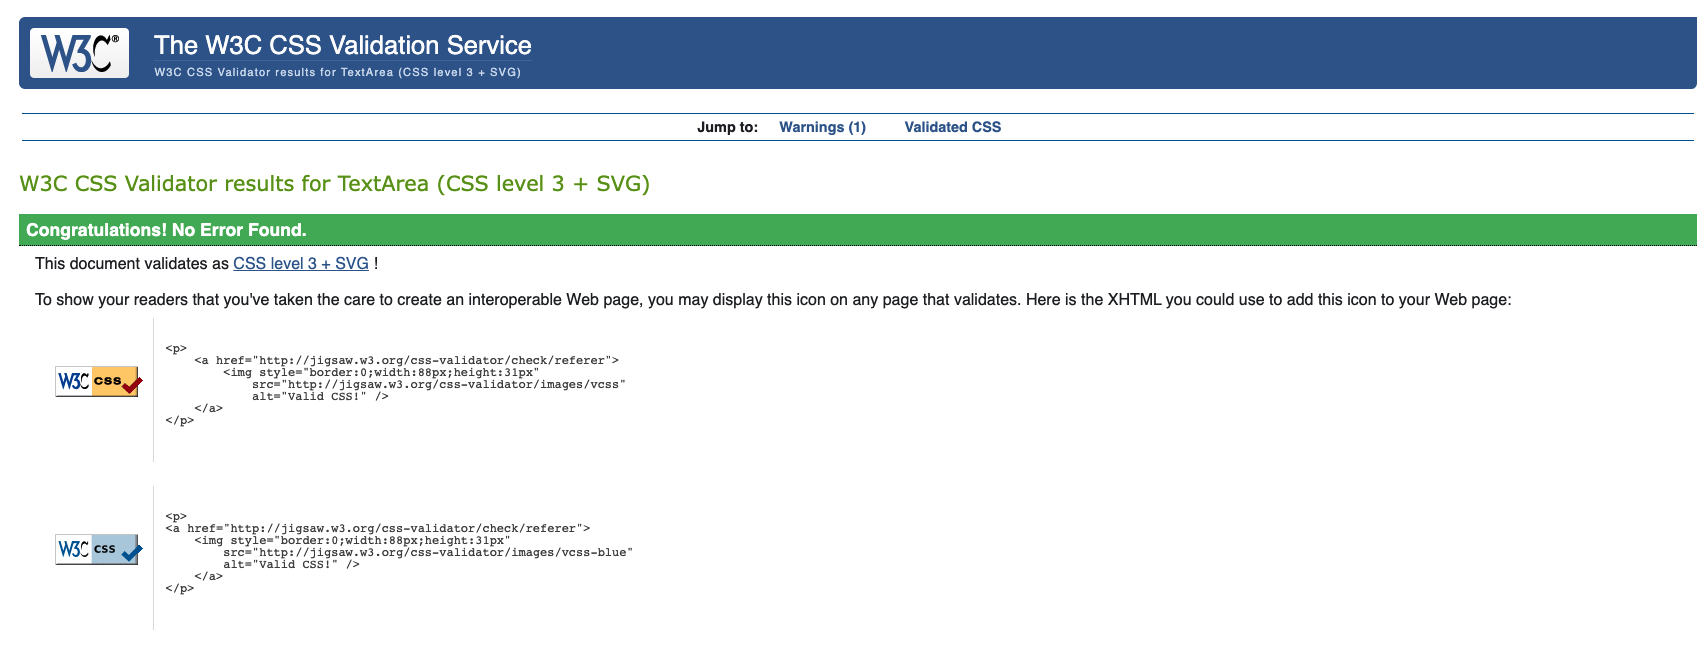 W3C®
The W3C CSS Validation Service
W3C CSS Validator results for TextArea (CSS level 3 + SVG)
Jump to: Warnings (1) Validated CSS
W3C CSS Validator results for TextArea (CSS level 3 + SVG)
Congratulations! No Error Found.
This document validates as CSS level 3 + SVG !
To show your readers that you've taken the care to create an interoperable Web page, you may display this icon on any page that validates. Here is the XHTML you could use to add this icon to your Web page:
W3C css
<p>
    <a href="http://jigsaw.w3.org/css-validator/check/referer">
        <img style="border:0;width:88px;height:31px"
            src="http://jigsaw.w3.org/css-validator/images/vcss"
            alt="Valid CSS!" />
    </a>
</p>
W3C css
<p>
<a href="http://jigsaw.w3.org/css-validator/check/referer">
    <img style="border:0;width:88px;height:31px"
        src="http://jigsaw.w3.org/css-validator/images/vcss-blue"
        alt="Valid CSS!" />
    </a>
</p>